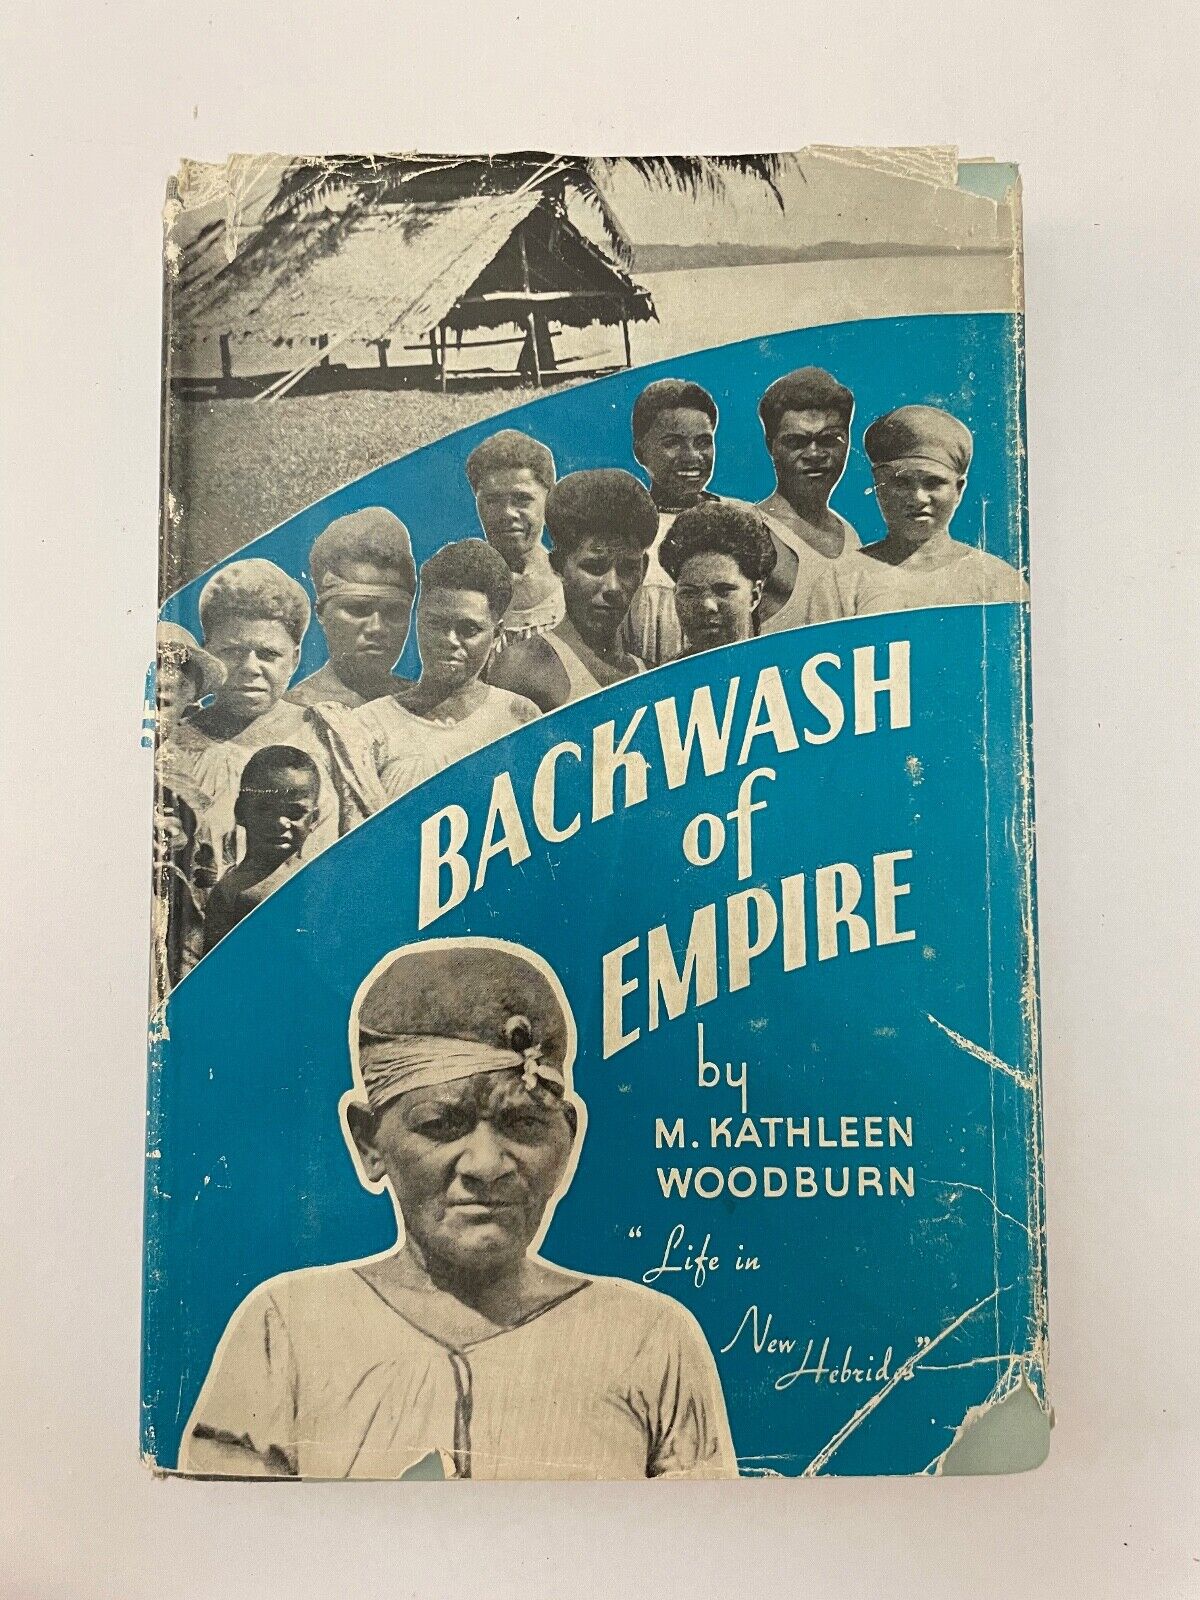 BACKWASH
of
EMPIRE
by
M. KATHLEEN
WOODBURN
"Life in
New
Hebrides"